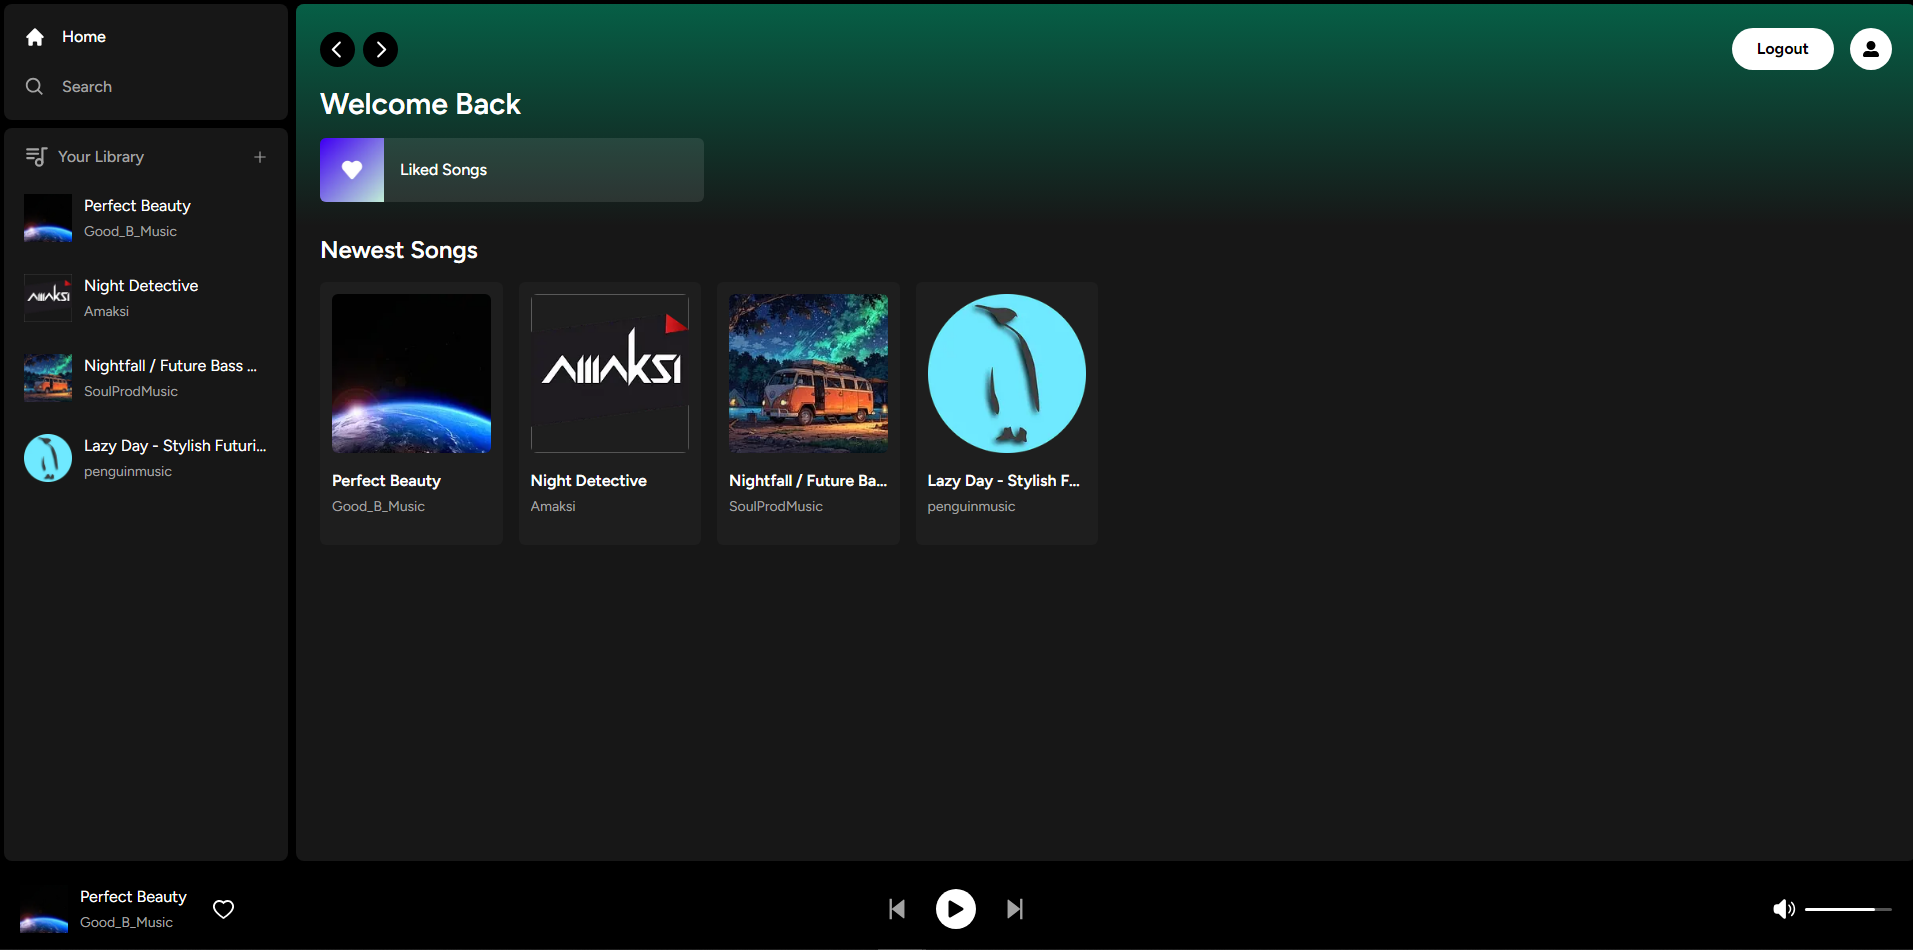 Home
Search
Your Library
Perfect Beauty
Good_B_Music
Night Detective
Amaksi
Nightfall / Future Bass ...
SoulProdMusic
Lazy Day - Stylish Futuri...
penguinmusic
Logout
Welcome Back
Liked Songs
Newest Songs
AMAKSI
Perfect Beauty
Good_B_Music
Night Detective
Amaksi
Nightfall / Future Ba...
SoulProdMusic
Lazy Day - Stylish F...
penguinmusic
Perfect Beauty
Good_B_Music